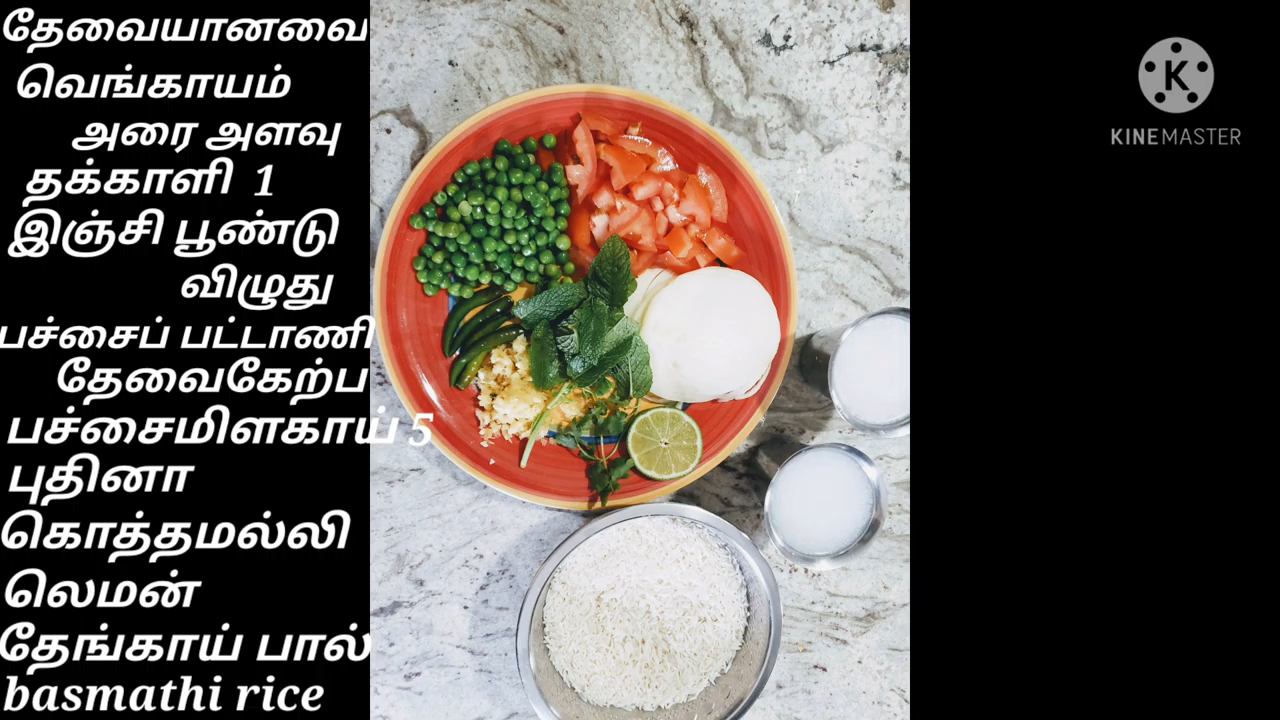 தேவையானவை
வெங்காயம்
அரை அளவு
தக்காளி 1
இஞ்சி பூண்டு
விழுது
பச்சைப் பட்டாணி
தேவைகேற்ப
பச்சைமிளகாய் 5
புதினா
கொத்தமல்லி
லெமன்
தேங்காய் பால்
basmathi rice
K
KINEMASTER